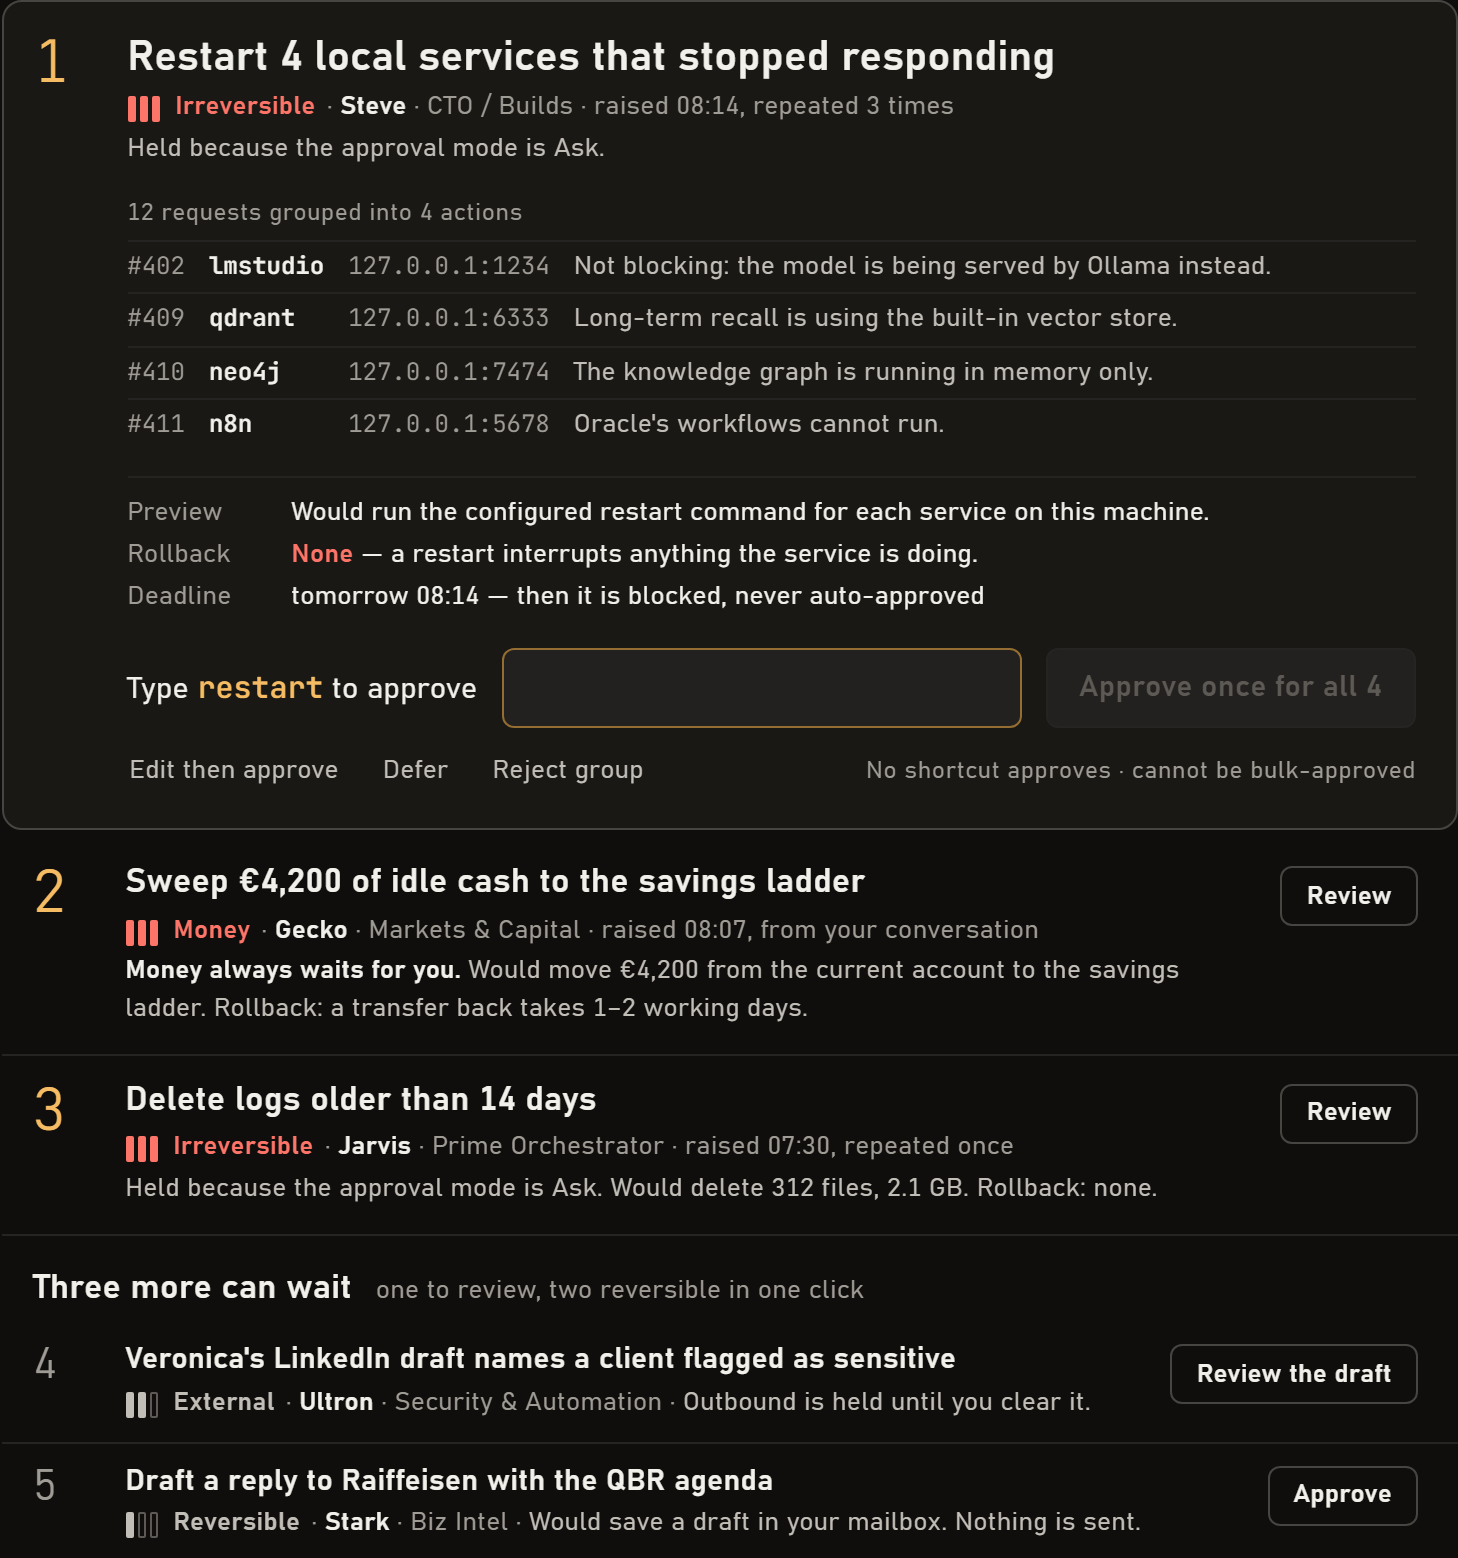 1
Restart 4 local services that stopped responding
Irreversible · Steve · CTO / Builds · raised 08:14, repeated 3 times
Held because the approval mode is Ask.
12 requests grouped into 4 actions
#402 lmstudio 127.0.0.1:1234 Not blocking: the model is being served by Ollama instead.
#409 qdrant 127.0.0.1:6333 Long-term recall is using the built-in vector store.
#410 neo4j 127.0.0.1:7474 The knowledge graph is running in memory only.
#411 n8n 127.0.0.1:5678 Oracle's workflows cannot run.
Preview Would run the configured restart command for each service on this machine.
Rollback None — a restart interrupts anything the service is doing.
Deadline tomorrow 08:14 — then it is blocked, never auto-approved
Type restart to approve Approve once for all 4
Edit then approve Defer Reject group No shortcut approves · cannot be bulk-approved
2
Sweep €4,200 of idle cash to the savings ladder Review
Money · Gecko · Markets & Capital · raised 08:07, from your conversation
Money always waits for you. Would move €4,200 from the current account to the savings
ladder. Rollback: a transfer back takes 1–2 working days.
3
Delete logs older than 14 days Review
Irreversible · Jarvis · Prime Orchestrator · raised 07:30, repeated once
Held because the approval mode is Ask. Would delete 312 files, 2.1 GB. Rollback: none.
Three more can wait one to review, two reversible in one click
4
Veronica's LinkedIn draft names a client flagged as sensitive Review the draft
External · Ultron · Security & Automation · Outbound is held until you clear it.
5
Draft a reply to Raiffeisen with the QBR agenda Approve
Reversible · Stark · Biz Intel · Would save a draft in your mailbox. Nothing is sent.